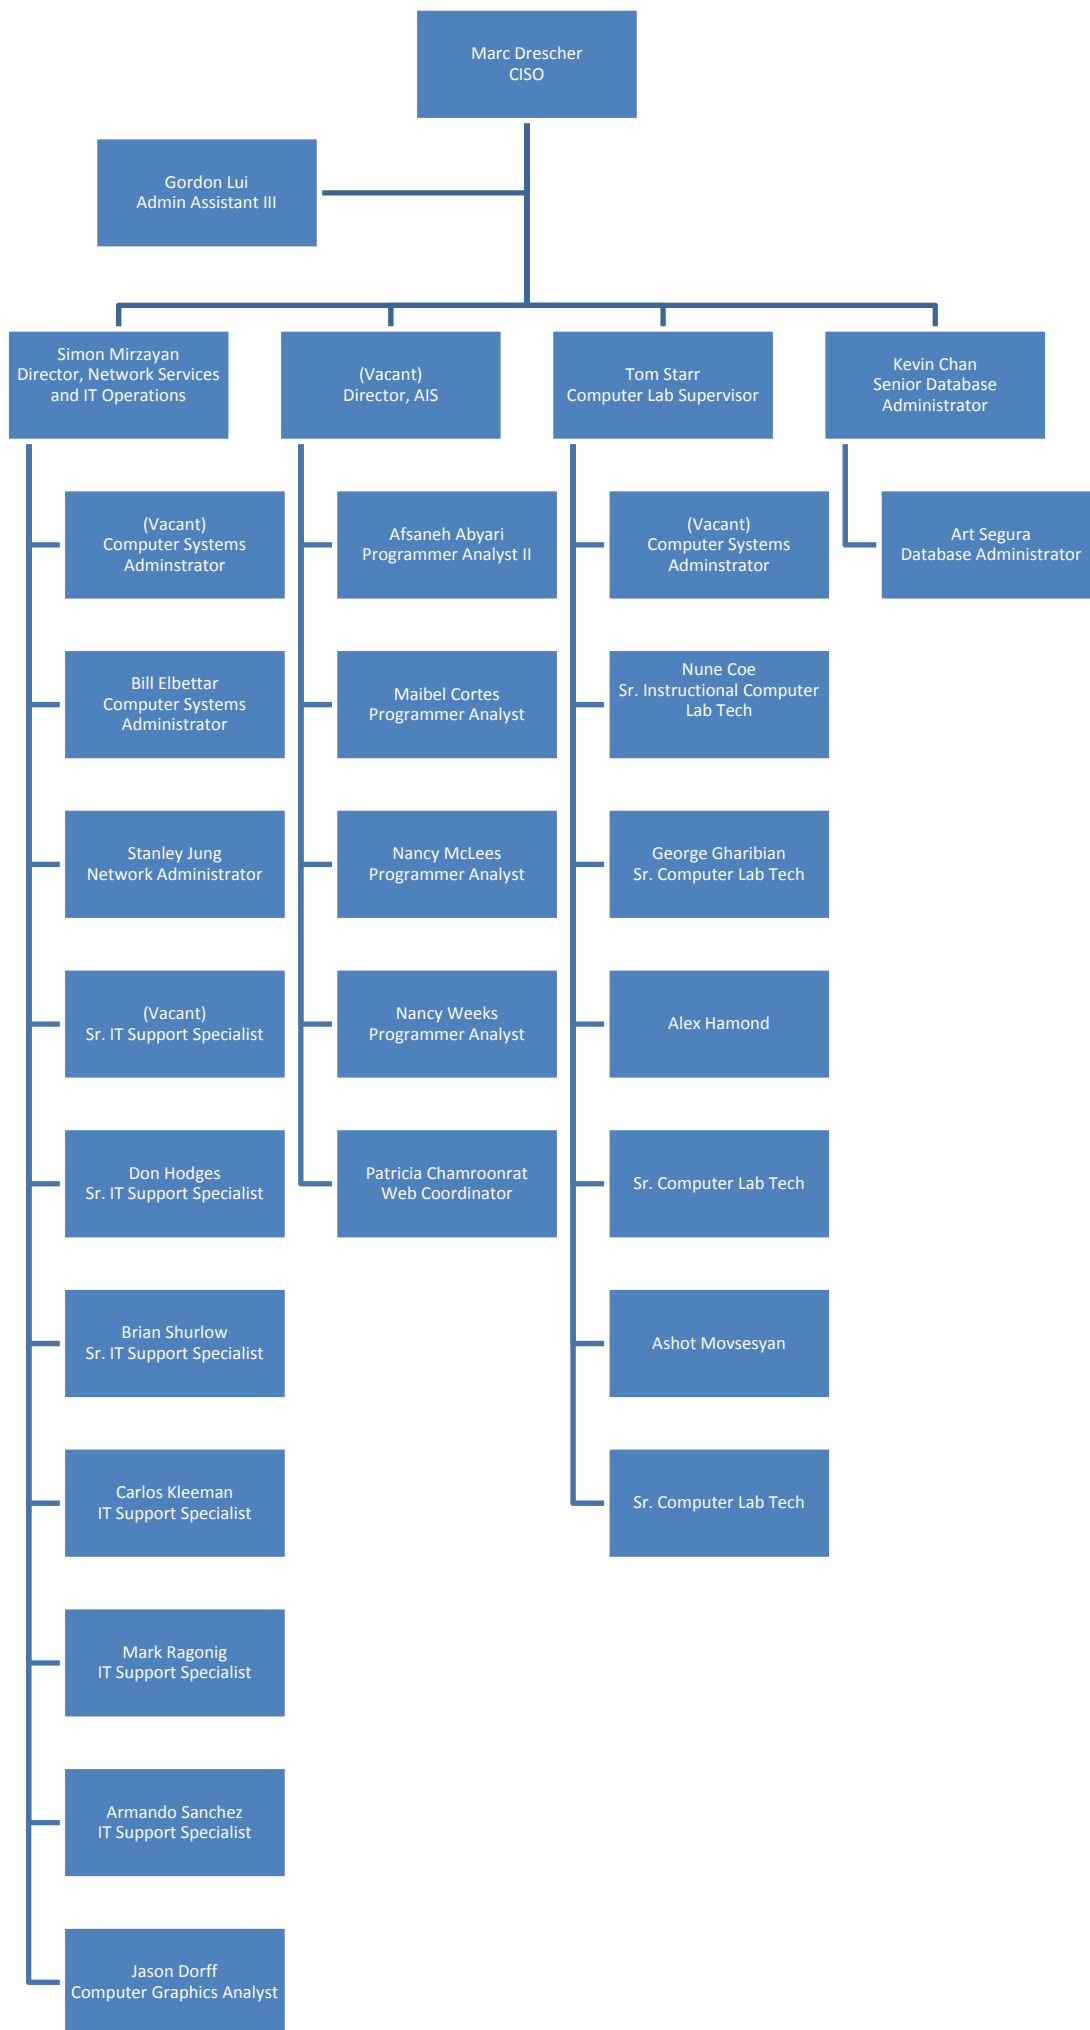 Marc Drescher
CISO
Gordon Lui
Admin Assistant III
Simon Mirzayan
Director, Network Services
and IT Operations
(Vacant)
Director, AIS
Tom Starr
Computer Lab Supervisor
Kevin Chan
Senior Database
Administrator
(Vacant)
Computer Systems
Adminstrator
Bill Elbettar
Computer Systems
Administrator
Stanley Jung
Network Administrator
(Vacant)
Sr. IT Support Specialist
Don Hodges
Sr. IT Support Specialist
Brian Shurlow
Sr. IT Support Specialist
Carlos Kleeman
IT Support Specialist
Mark Ragonig
IT Support Specialist
Armando Sanchez
IT Support Specialist
Jason Dorff
Computer Graphics Analyst
Afsaneh Abyari
Programmer Analyst II
Maibel Cortes
Programmer Analyst
Nancy McLees
Programmer Analyst
Nancy Weeks
Programmer Analyst
Patricia Chamroonrat
Web Coordinator
(Vacant)
Computer Systems
Adminstrator
Nune Coe
Sr. Instructional Computer
Lab Tech
George Gharibian
Sr. Computer Lab Tech
Alex Hamond
Sr. Computer Lab Tech
Ashot Movsesyan
Sr. Computer Lab Tech
Art Segura
Database Administrator